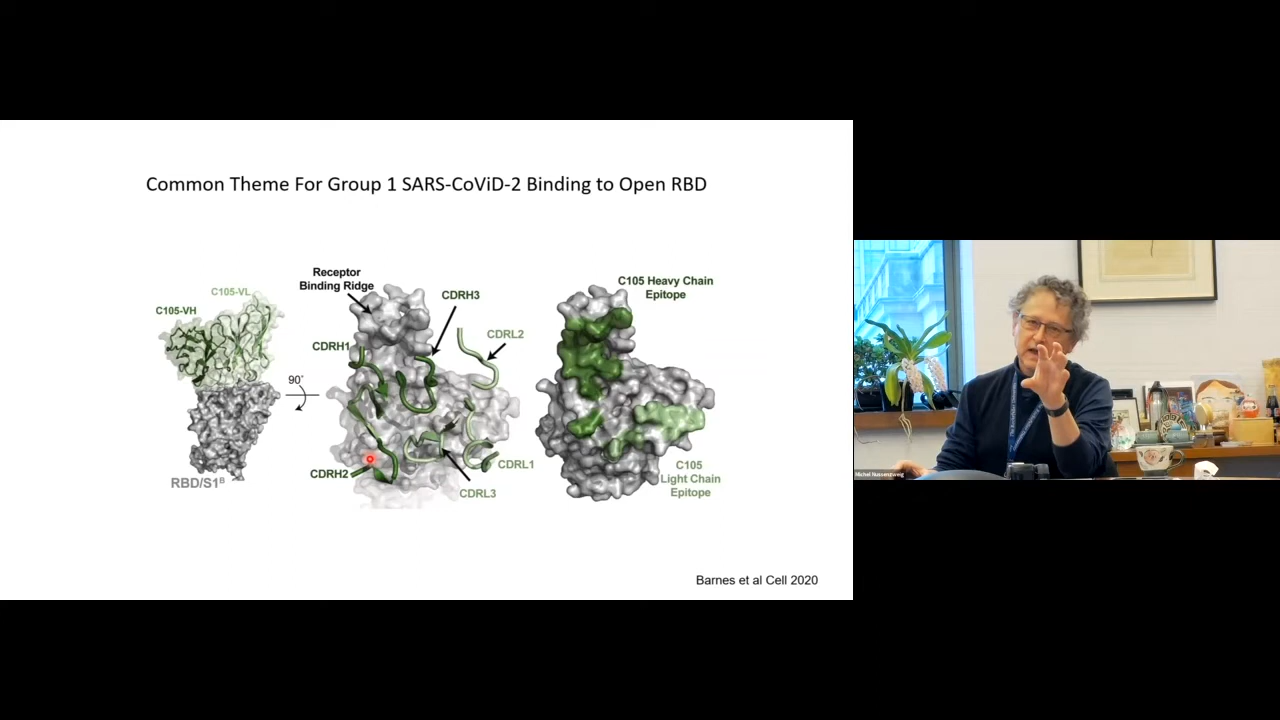 Common Theme For Group 1 SARS-CoViD-2 Binding to Open RBD
C105-VL
C105-VH
90°
RBD/S1ᴮ
Receptor
Binding Ridge
CDRH3
CDRL2
CDRH1
CDRH2
CDRL1
CDRL3
C105 Heavy Chain
Epitope
C105
Light Chain
Epitope
Barnes et al Cell 2020
Michel Nussenzweig